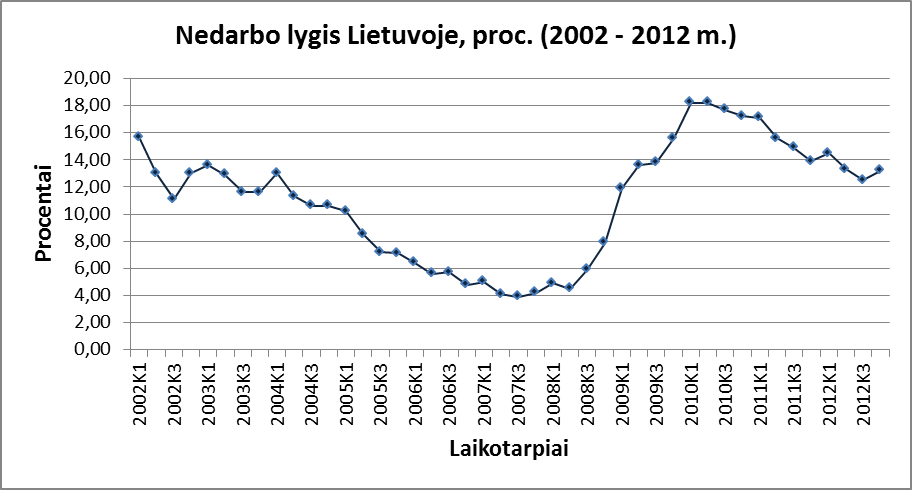 Nedarbo lygis Lietuvoje, proc. (2002 - 2012 m.)
Procentai
20,00
18,00
16,00
14,00
12,00
10,00
8,00
6,00
4,00
2,00
0,00
2002K1
2002K3
2003K1
2003K3
2004K1
2004K3
2005K1
2005K3
2006K1
2006K3
2007K1
2007K3
2008K1
2008K3
2009K1
2009K3
2010K1
2010K3
2011K1
2011K3
2012K1
2012K3
Laikotarpiai